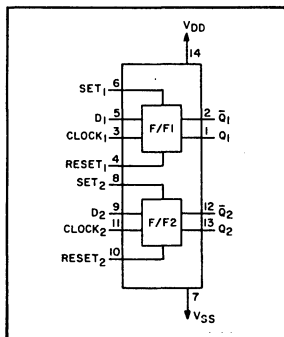 VDD
14
6
SET1
D1 5 2 Q̅1
F/F1
CLOCK1 3 1 Q1
RESET1 4
SET2 8
D2 9 12 Q̅2
F/F2
CLOCK2 11 13 Q2
10
RESET2
7
VSS